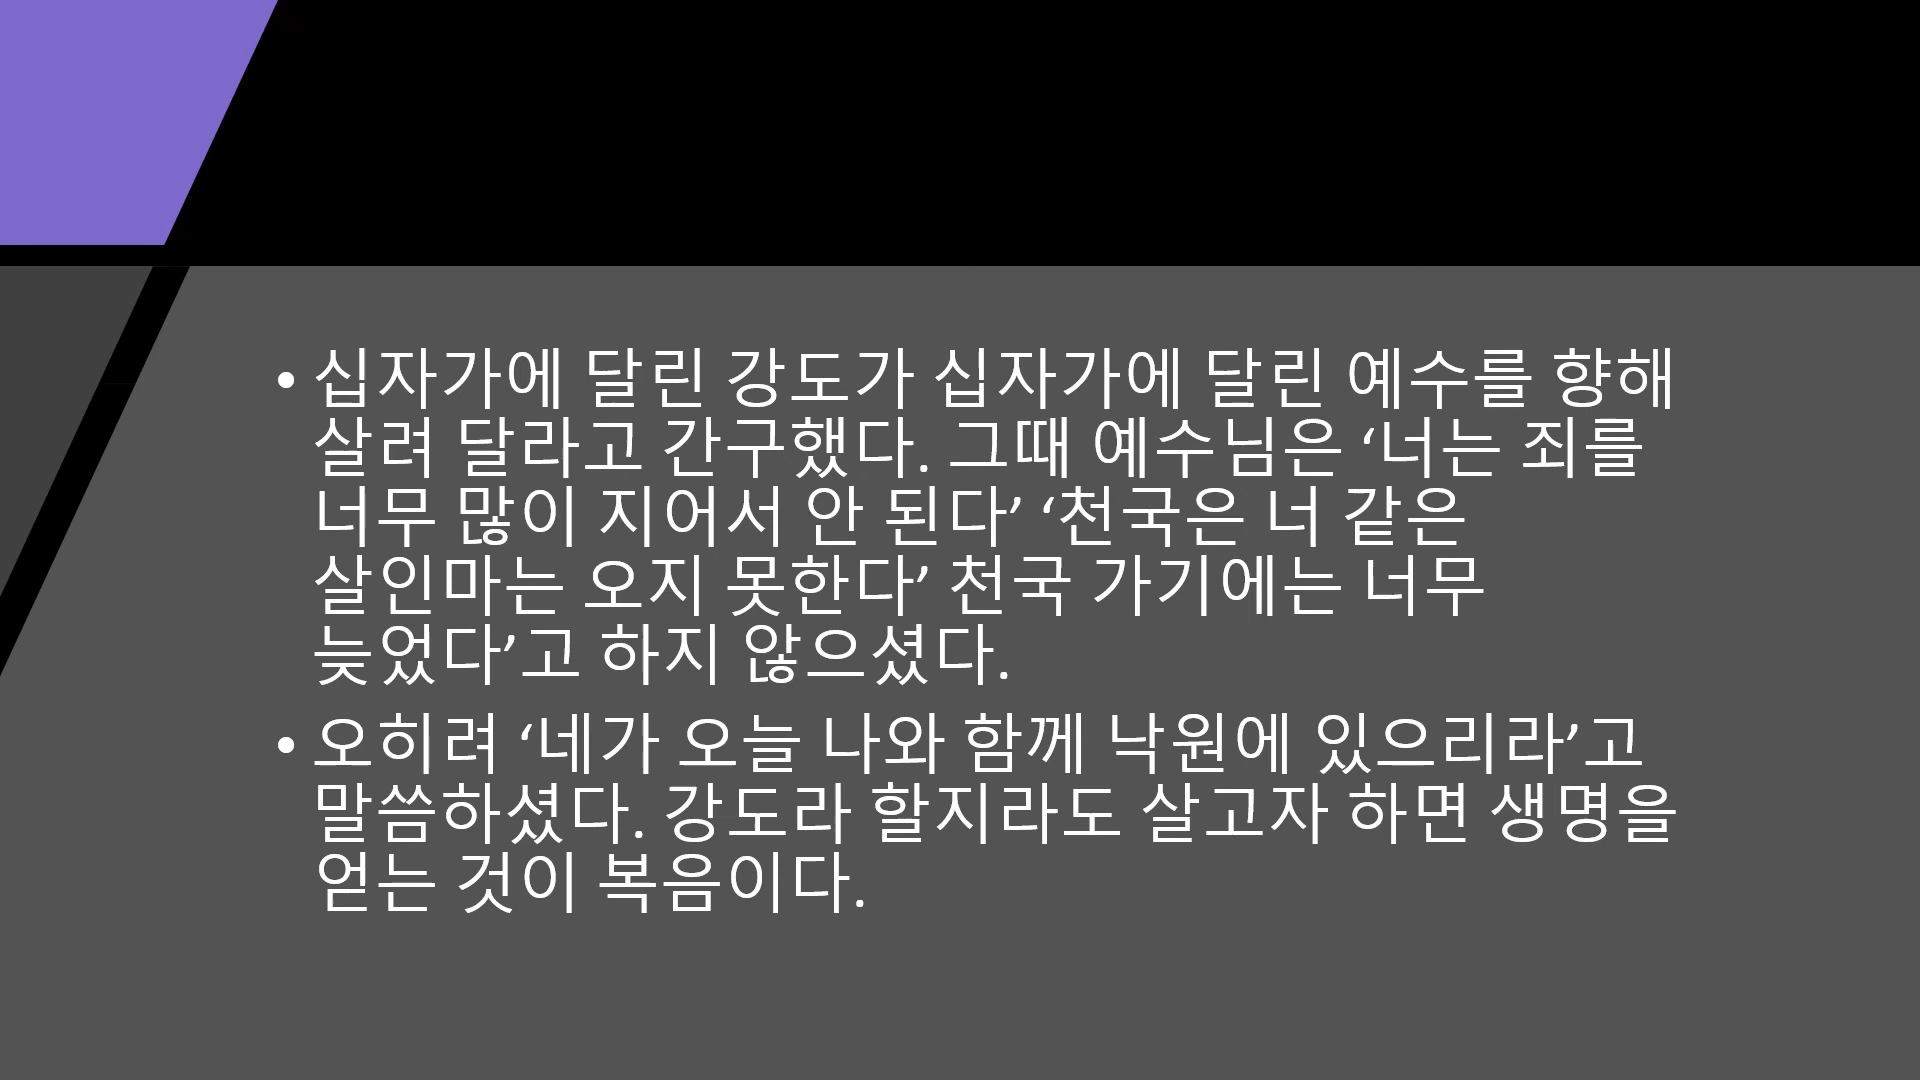 • 십자가에 달린 강도가 십자가에 달린 예수를 향해
살려 달라고 간구했다. 그때 예수님은 ‘너는 죄를
너무 많이 지어서 안 된다’ ‘천국은 너 같은
살인마는 오지 못한다’ 천국 가기에는 너무
늦었다’고 하지 않으셨다.
• 오히려 ‘네가 오늘 나와 함께 낙원에 있으리라’고
말씀하셨다. 강도라 할지라도 살고자 하면 생명을
얻는 것이 복음이다.